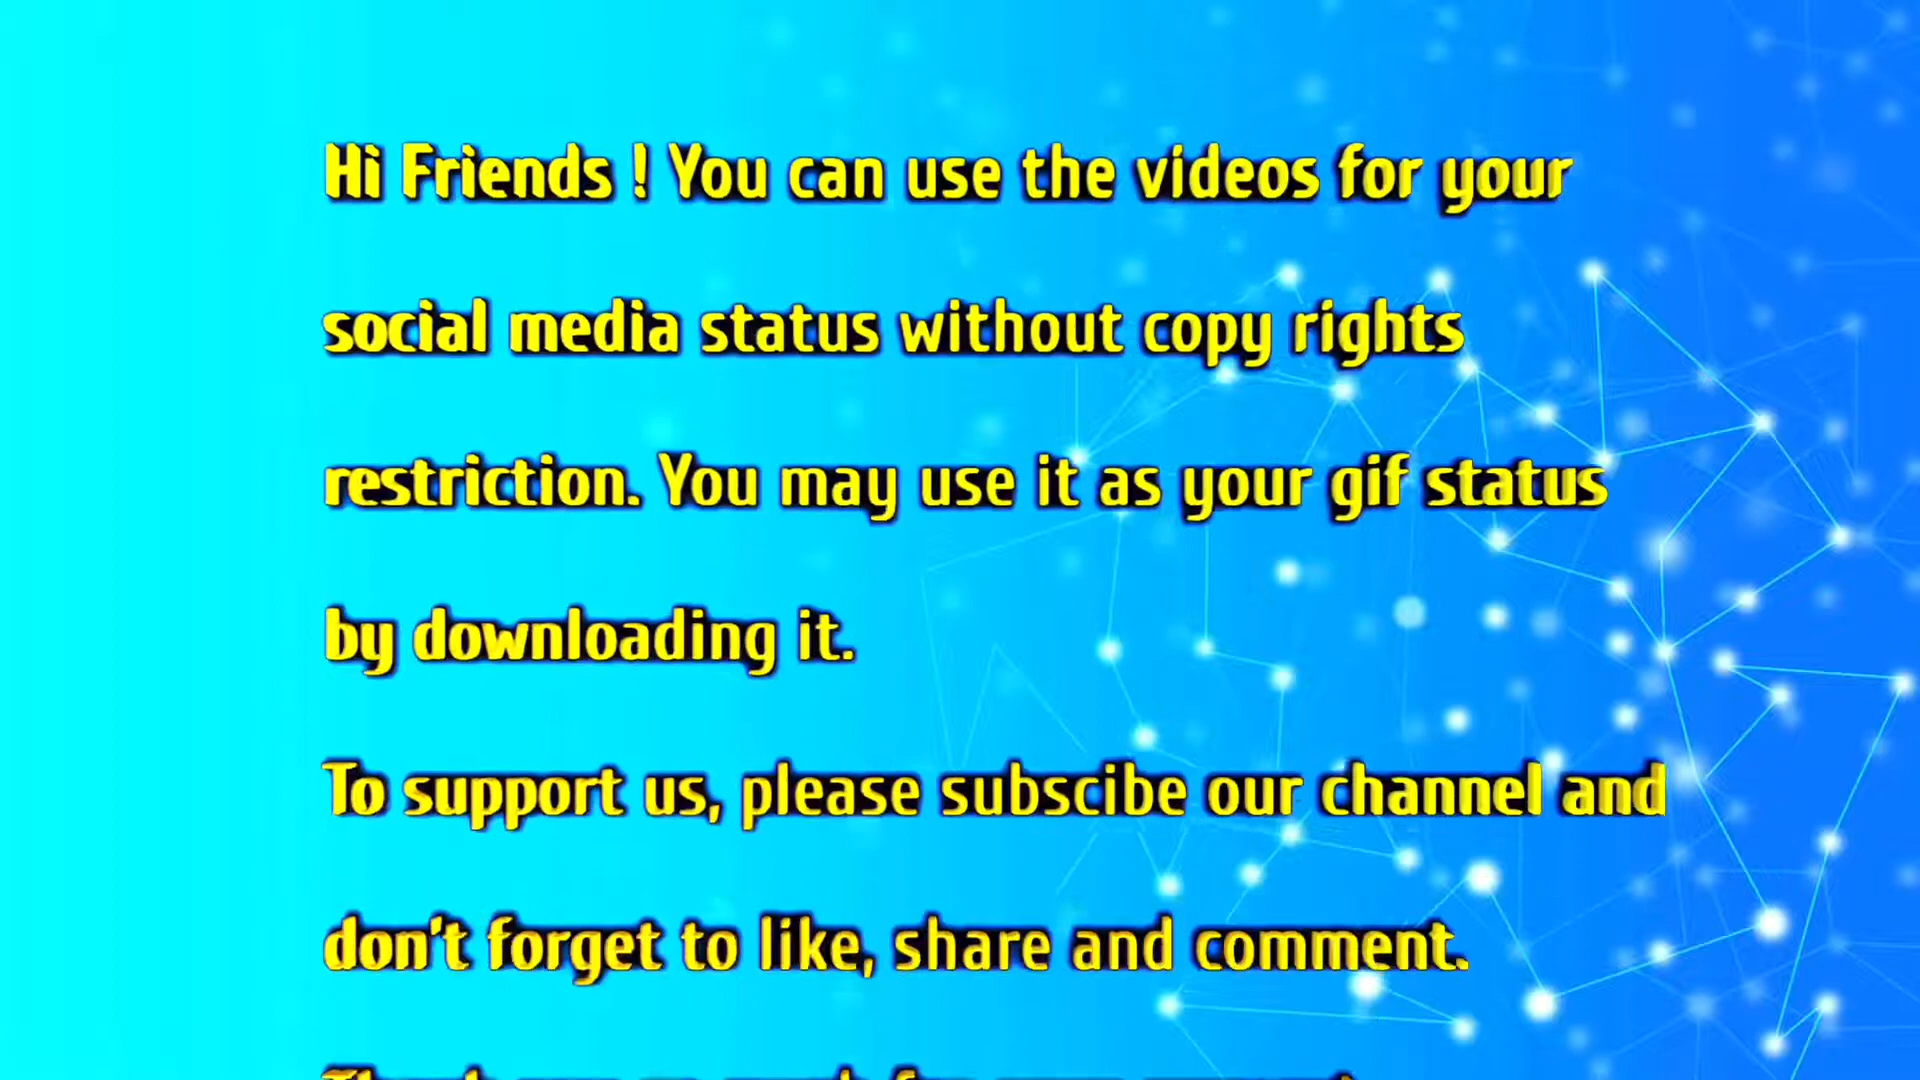 Hi Friends ! You can use the videos for your
social media status without copy rights
restriction. You may use it as your gif status
by downloading it.
To support us, please subscibe our channel and
don't forget to like, share and comment.